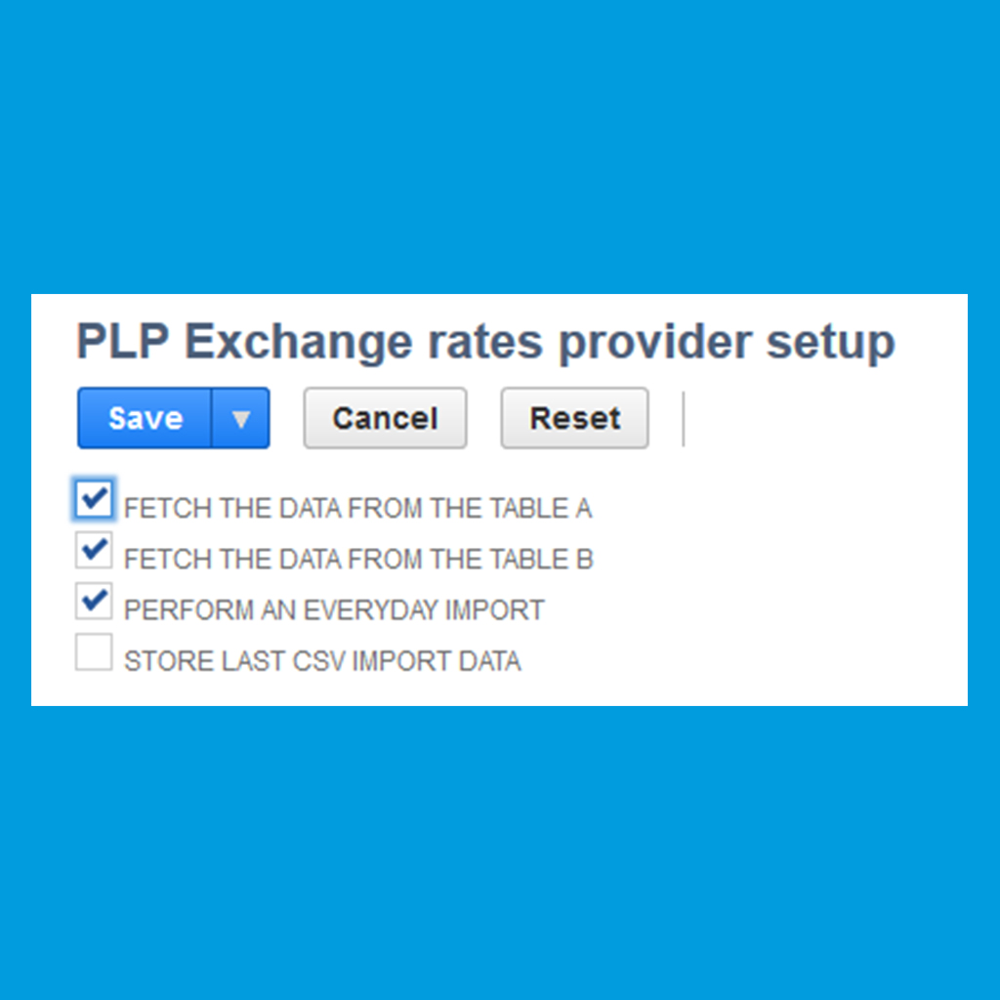 PLP Exchange rates provider setup
Save Cancel Reset
FETCH THE DATA FROM THE TABLE A
FETCH THE DATA FROM THE TABLE B
PERFORM AN EVERYDAY IMPORT
STORE LAST CSV IMPORT DATA